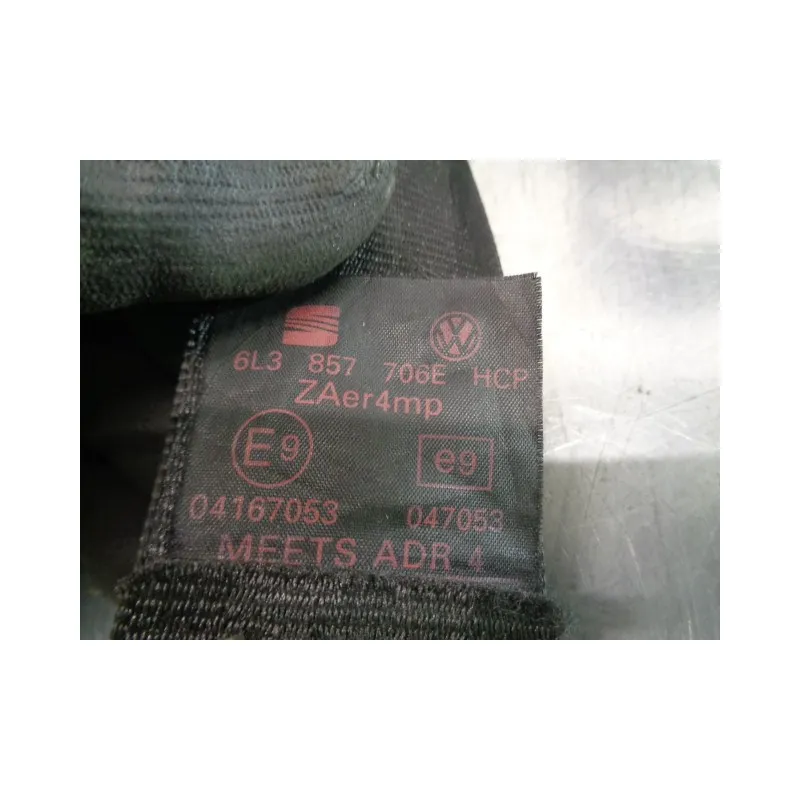 6L3 857 706E HCP
ZAer4mp
E9 e9
04167053 047053
MEETS ADR 4